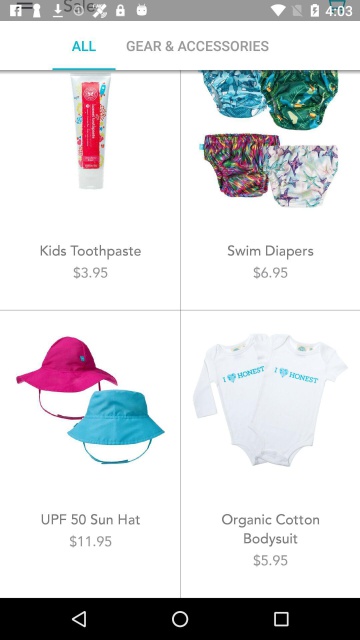 4:03
Sale
ALL
GEAR & ACCESSORIES
Kids Toothpaste
$3.95
Swim Diapers
$6.95
I HONEST
I HONEST
UPF 50 Sun Hat
$11.95
Organic Cotton
Bodysuit
$5.95